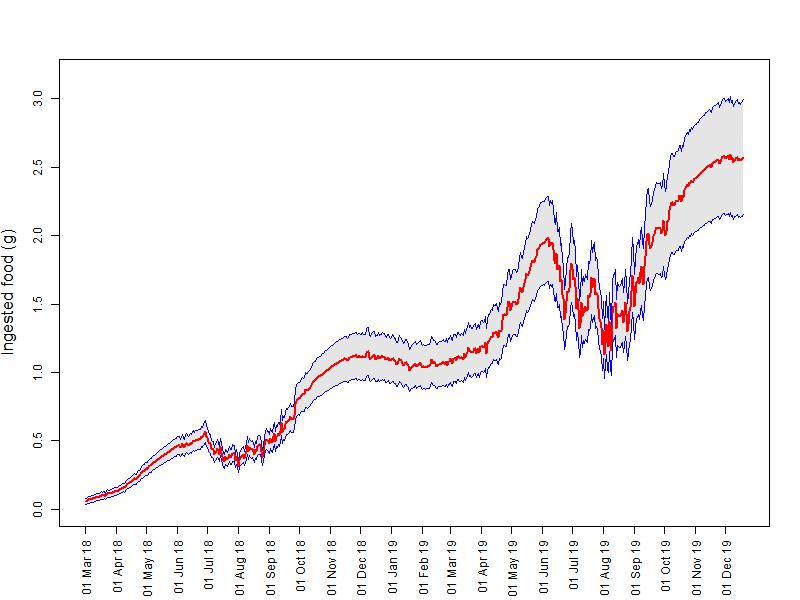 Ingested food (g)
3.0
2.5
2.0
1.5
1.0
0.5
0.0
01 Mar 18
01 Apr 18
01 May 18
01 Jun 18
01 Jul 18
01 Aug 18
01 Sep 18
01 Oct 18
01 Nov 18
01 Dec 18
01 Jan 19
01 Feb 19
01 Mar 19
01 Apr 19
01 May 19
01 Jun 19
01 Jul 19
01 Aug 19
01 Sep 19
01 Oct 19
01 Nov 19
01 Dec 19